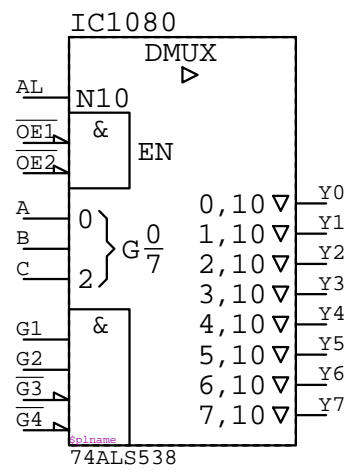 IC1080
DMUX
▷
AL
N10
&
OE1
OE2
EN
A
B
C
0
2
G 0/7
0,10 ▽ Y0
1,10 ▽ Y1
2,10 ▽ Y2
3,10 ▽ Y3
4,10 ▽ Y4
5,10 ▽ Y5
6,10 ▽ Y6
7,10 ▽ Y7
&
G1
G2
G3
G4
$plname
74ALS538